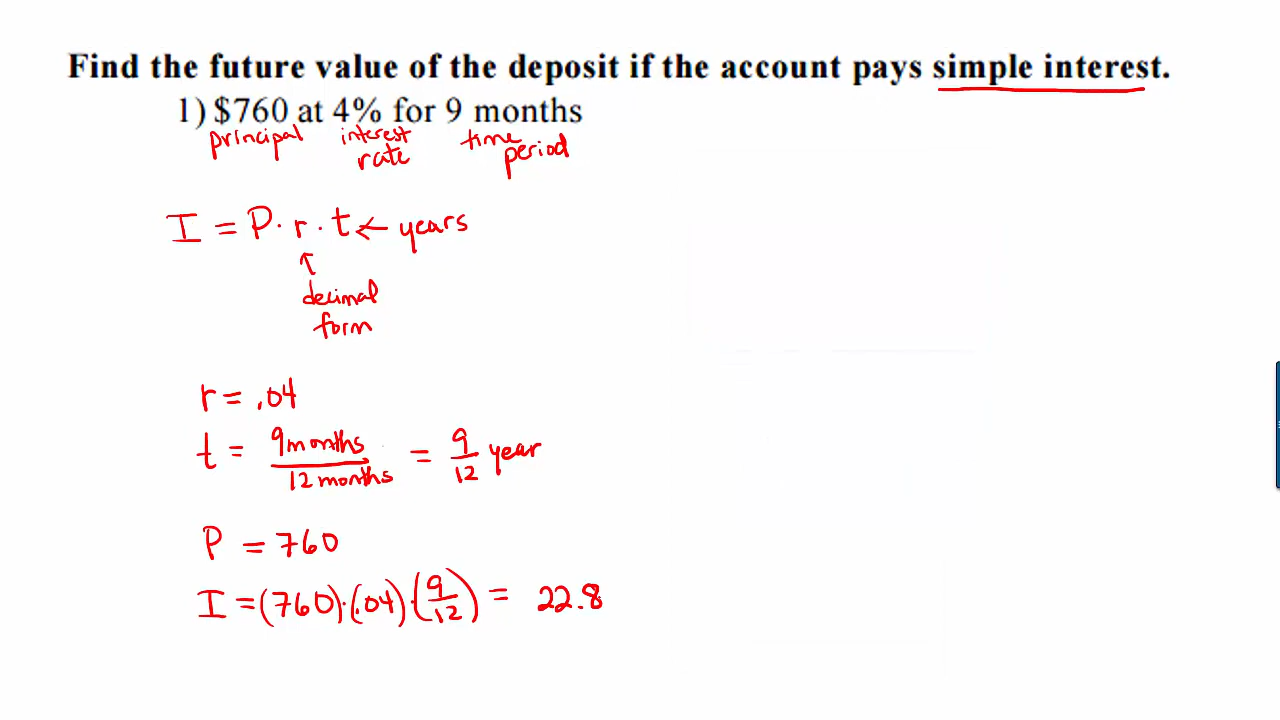 Find the future value of the deposit if the account pays simple interest.
1) $760 at 4% for 9 months
principal interest rate time period
I = P · r · t ← years
↑
decimal
form
r = .04
t = 9 months / 12 months = 9/12 year
P = 760
I = (760)·(.04)·(9/12) = 22.8